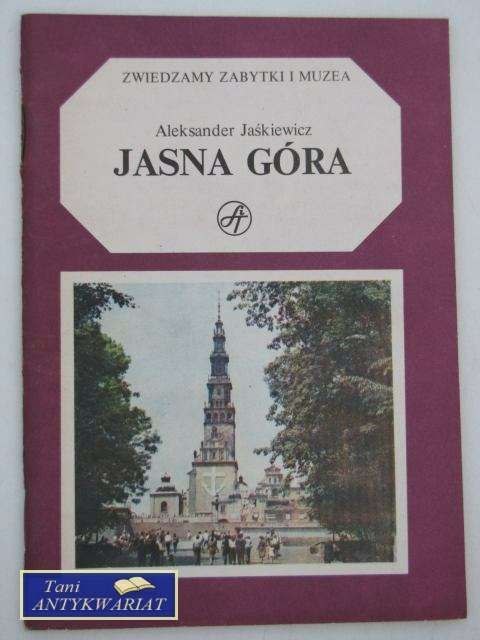 ZWIEDZAMY ZABYTKI I MUZEA
Aleksander Jaśkiewicz
JASNA GÓRA
Tani
ANTYKWARIAT